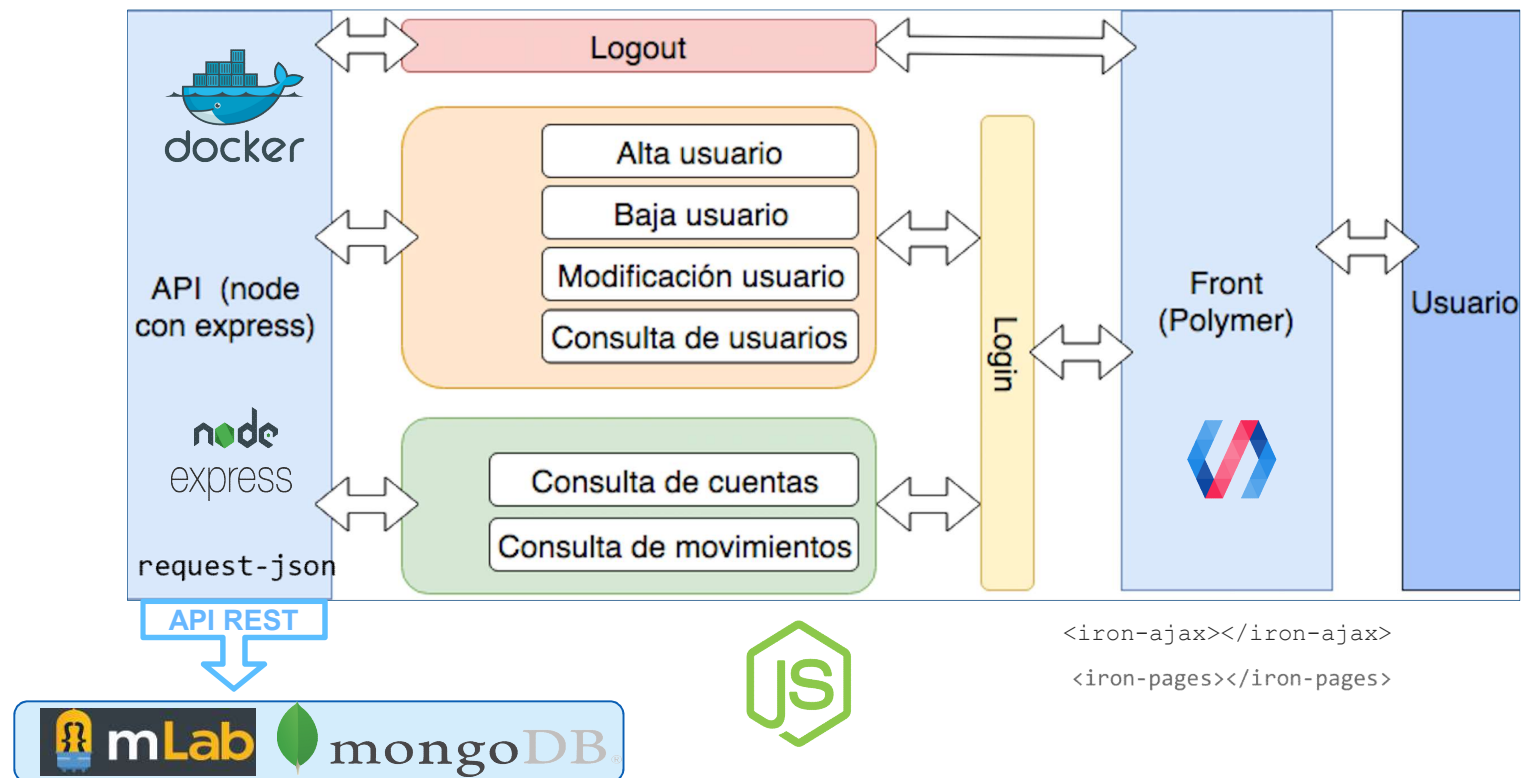 Logout
docker
Alta usuario
Baja usuario
Modificación usuario
Consulta de usuarios
API (node
con express)
Login
Front
(Polymer)
Usuario
node
express
Consulta de cuentas
Consulta de movimientos
request-json
API REST
<iron-ajax></iron-ajax>
<iron-pages></iron-pages>
JS
mLab
mongoDB®